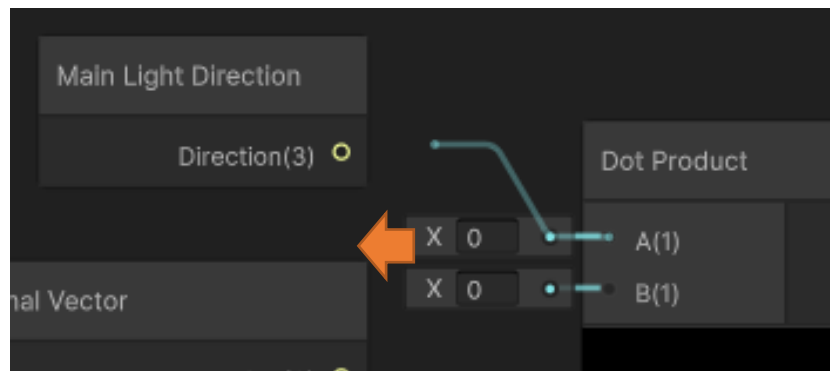 Main Light Direction
Direction(3)
Dot Product
X 0
A(1)
X 0
B(1)
nal Vector